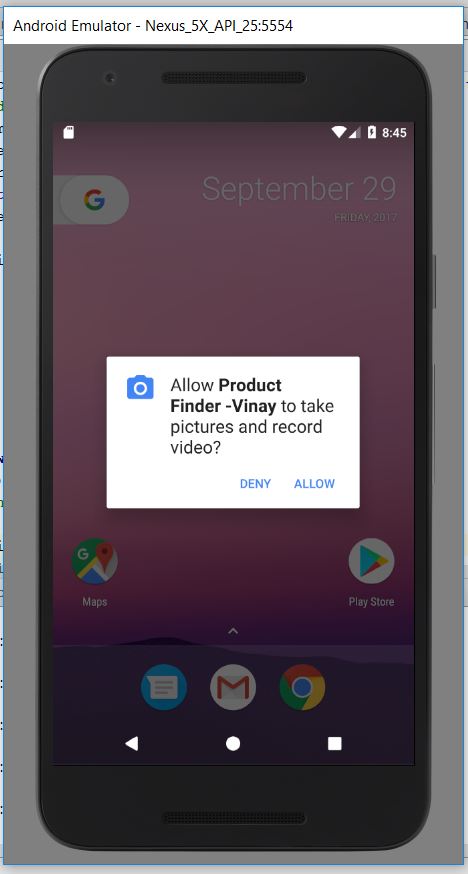 Android Emulator - Nexus_5X_API_25:5554
8:45
September 29
FRIDAY, 2017
Allow Product
Finder -Vinay to take
pictures and record
video?
DENY ALLOW
Maps Play Store